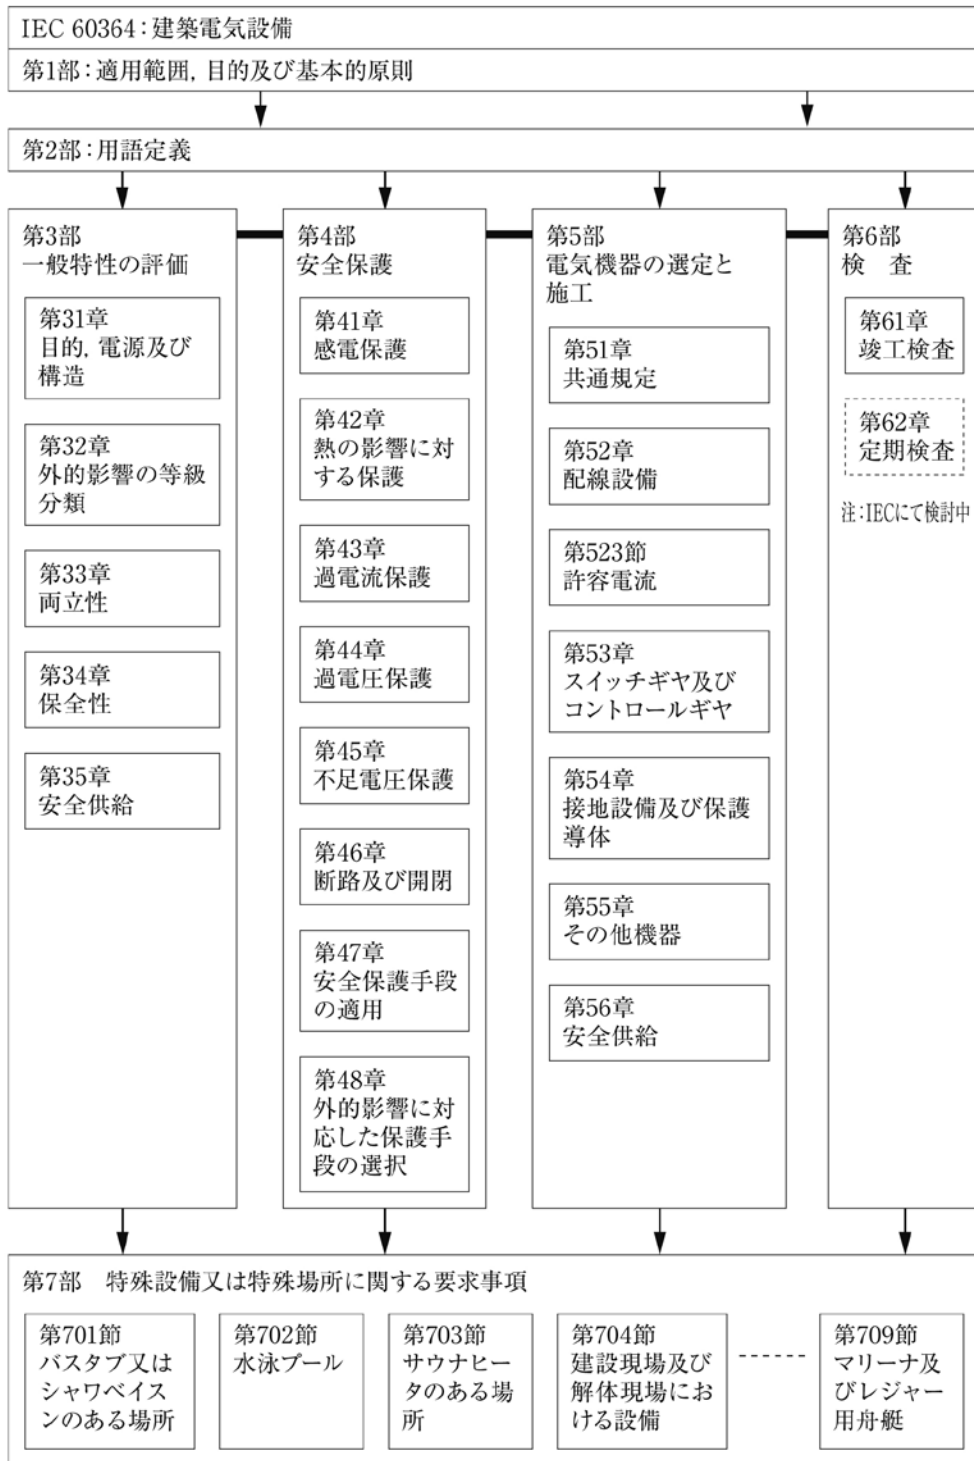 IEC 60364：建築電気設備
第1部：適用範囲，目的及び基本的原則
第2部：用語定義
第3部
一般特性の評価
第31章
目的，電源及び
構造
第32章
外的影響の等級
分類
第33章
両立性
第34章
保全性
第35章
安全供給
第4部
安全保護
第41章
感電保護
第42章
熱の影響に対
する保護
第43章
過電流保護
第44章
過電圧保護
第45章
不足電圧保護
第46章
断路及び開閉
第47章
安全保護手段
の適用
第48章
外的影響に対
応した保護手
段の選択
第5部
電気機器の選定と
施工
第51章
共通規定
第52章
配線設備
第523節
許容電流
第53章
スイッチギヤ及び
コントロールギヤ
第54章
接地設備及び保護
導体
第55章
その他機器
第56章
安全供給
第6部
検　査
第61章
竣工検査
第62章
定期検査
注：IECにて検討中
第7部　特殊設備又は特殊場所に関する要求事項
第701節
バスタブ又は
シャワベイス
ンのある場所
第702節
水泳プール
第703節
サウナヒー
タのある場
所
第704節
建設現場及び
解体現場にお
ける設備
第709節
マリーナ及
びレジャー
用舟艇